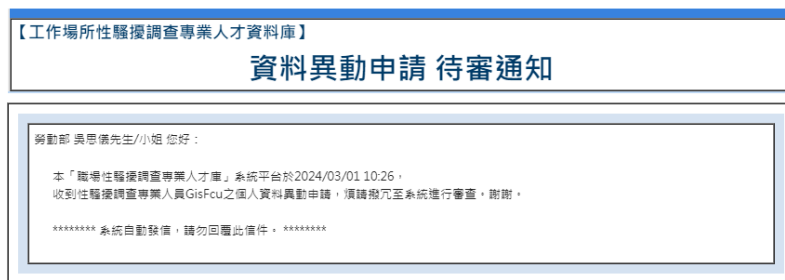 【工作場所性騷擾調查專業人才資料庫】
資料異動申請 待審通知
勞動部 吳思儀先生/小姐 您好：
本「職場性騷擾調查專業人才庫」系統平台於2024/03/01 10:26，
收到性騷擾調查專業人員GisFcu之個人資料異動申請，煩請撥冗至系統進行審查。謝謝。
******** 系統自動發信，請勿回覆此信件。 ********